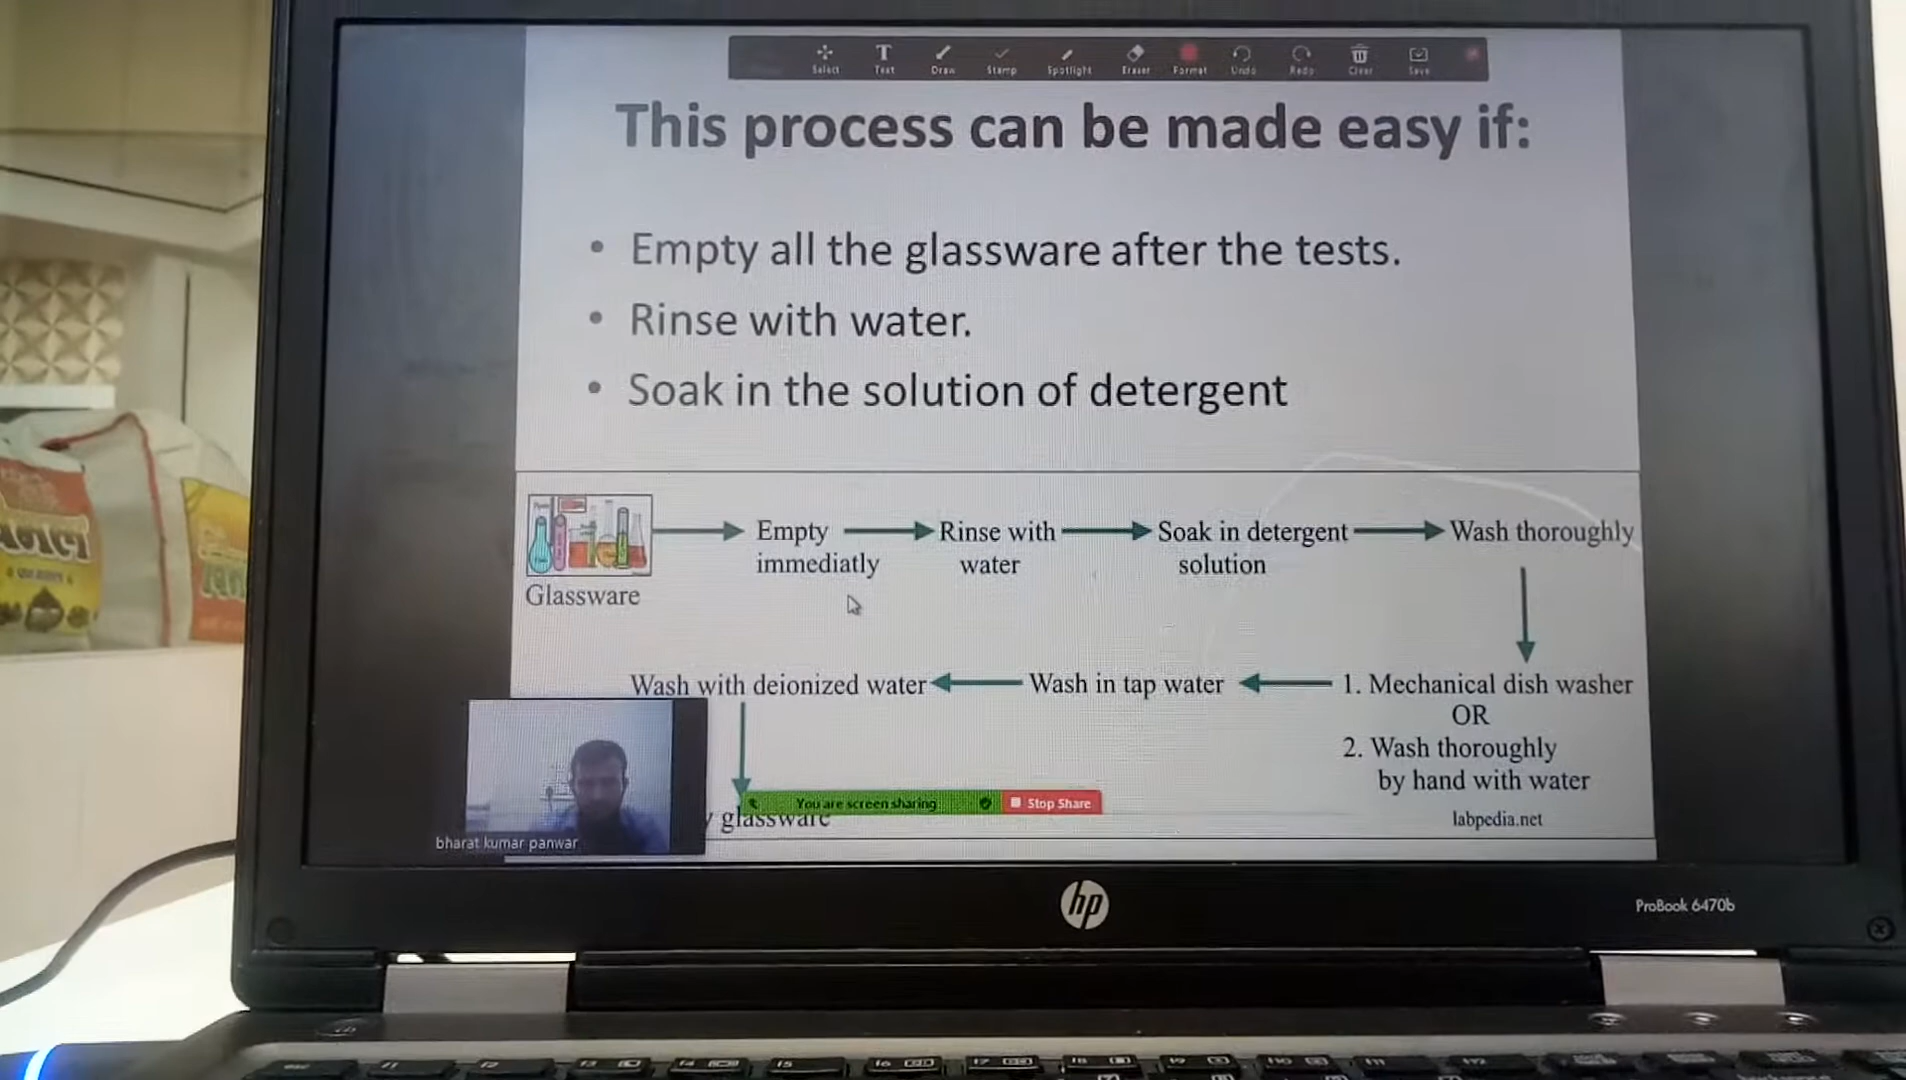 Select Text Draw Stamp Spotlight Eraser Format Undo Redo Clear Save
This process can be made easy if:
• Empty all the glassware after the tests.
• Rinse with water.
• Soak in the solution of detergent
Glassware
Empty
immediatly
Rinse with
water
Soak in detergent
solution
Wash thoroughly
1. Mechanical dish washer
OR
2. Wash thoroughly
by hand with water
Wash in tap water
Wash with deionized water
glassware
labpedia.net
You are screen sharing
Stop Share
bharat kumar panwar
hp
ProBook 6470b